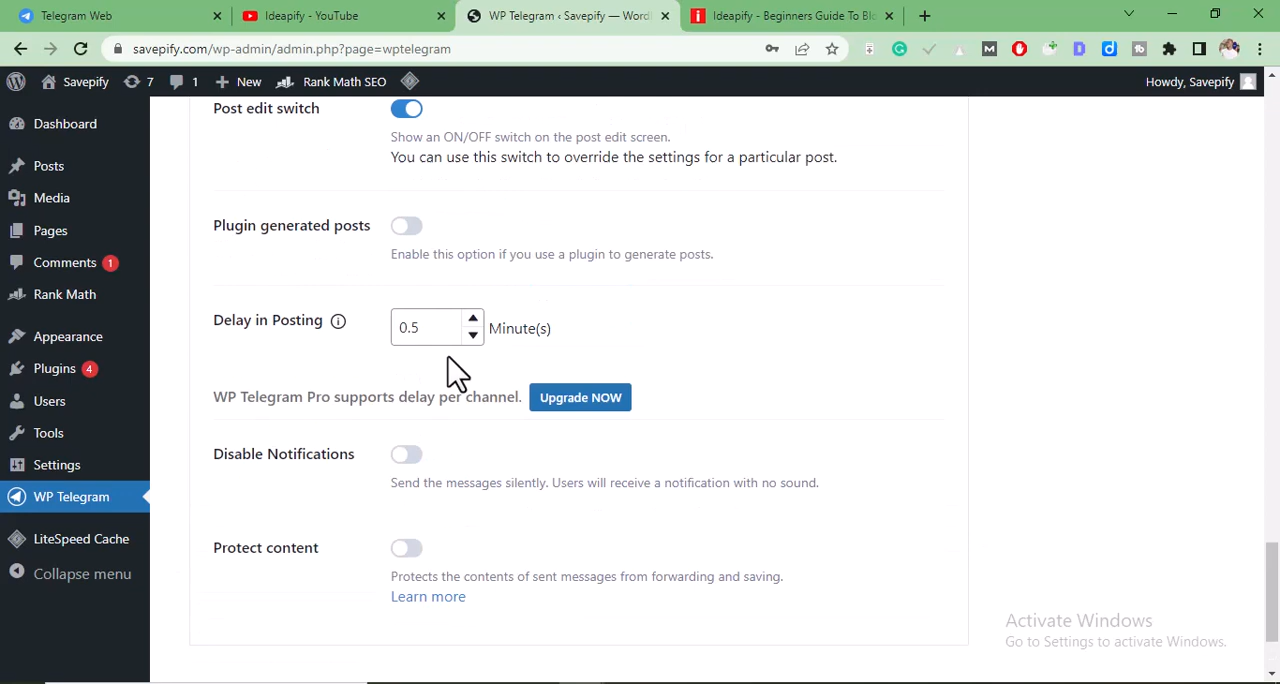 Telegram Web
Ideapify - YouTube
WP Telegram ‹ Savepify — Word
Ideapify - Beginners Guide To Blo
savepify.com/wp-admin/admin.php?page=wptelegram
Savepify
7
1
New
Rank Math SEO
Howdy, Savepify
Dashboard
Posts
Media
Pages
Comments 1
Rank Math
Appearance
Plugins 4
Users
Tools
Settings
WP Telegram
LiteSpeed Cache
Collapse menu
Post edit switch
Show an ON/OFF switch on the post edit screen.
You can use this switch to override the settings for a particular post.
Plugin generated posts
Enable this option if you use a plugin to generate posts.
Delay in Posting
0.5
Minute(s)
WP Telegram Pro supports delay per channel.
Upgrade NOW
Disable Notifications
Send the messages silently. Users will receive a notification with no sound.
Protect content
Protects the contents of sent messages from forwarding and saving.
Learn more
Activate Windows
Go to Settings to activate Windows.